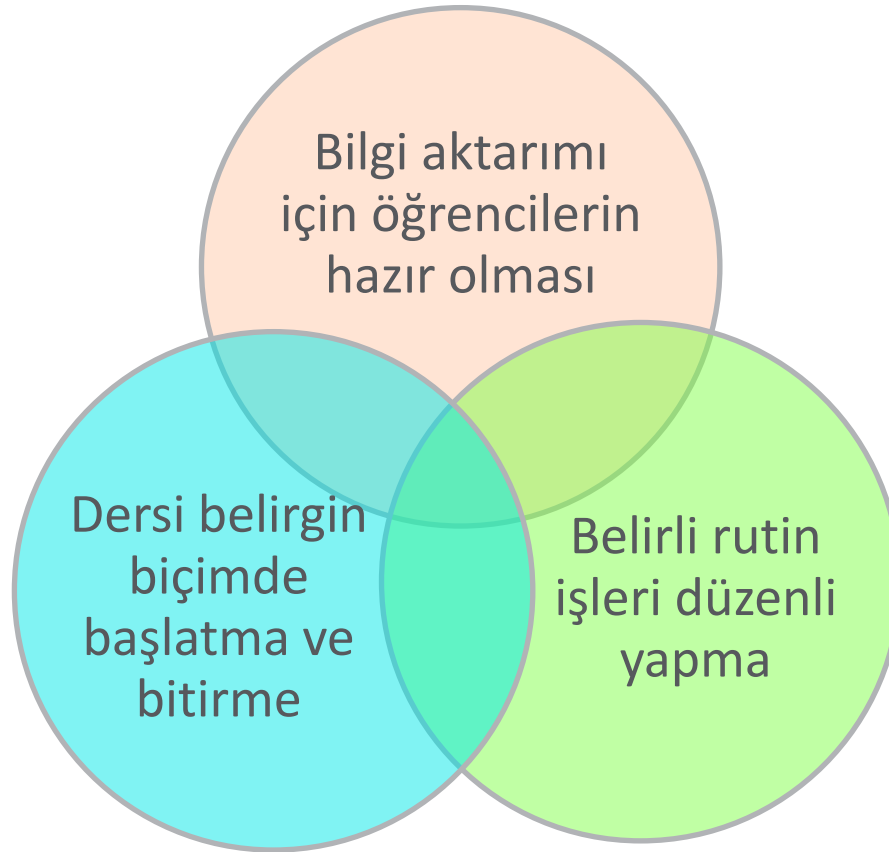 Bilgi aktarımı
için öğrencilerin
hazır olması
Dersi belirgin
biçimde
başlatma ve
bitirme
Belirli rutin
işleri düzenli
yapma